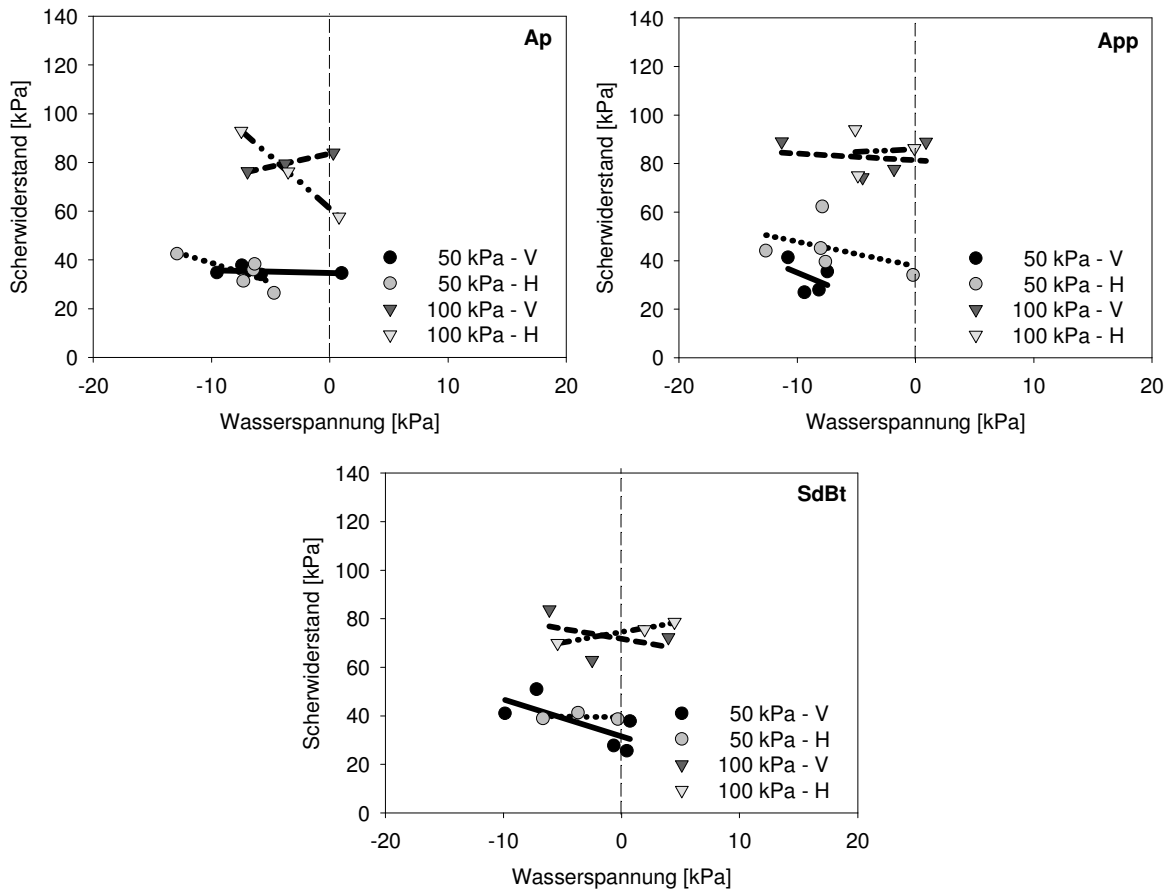 Ap
Scherwiderstand [kPa]
140
120
100
80
60
40
20
0
50 kPa - V
50 kPa - H
100 kPa - V
100 kPa - H
-20 -10 0 10 20
Wasserspannung [kPa]
App
Scherwiderstand [kPa]
140
120
100
80
60
40
20
0
50 kPa - V
50 kPa - H
100 kPa - V
100 kPa - H
-20 -10 0 10 20
Wasserspannung [kPa]
SdBt
Scherwiderstand [kPa]
140
120
100
80
60
40
20
0
50 kPa - V
50 kPa - H
100 kPa - V
100 kPa - H
-20 -10 0 10 20
Wasserspannung [kPa]